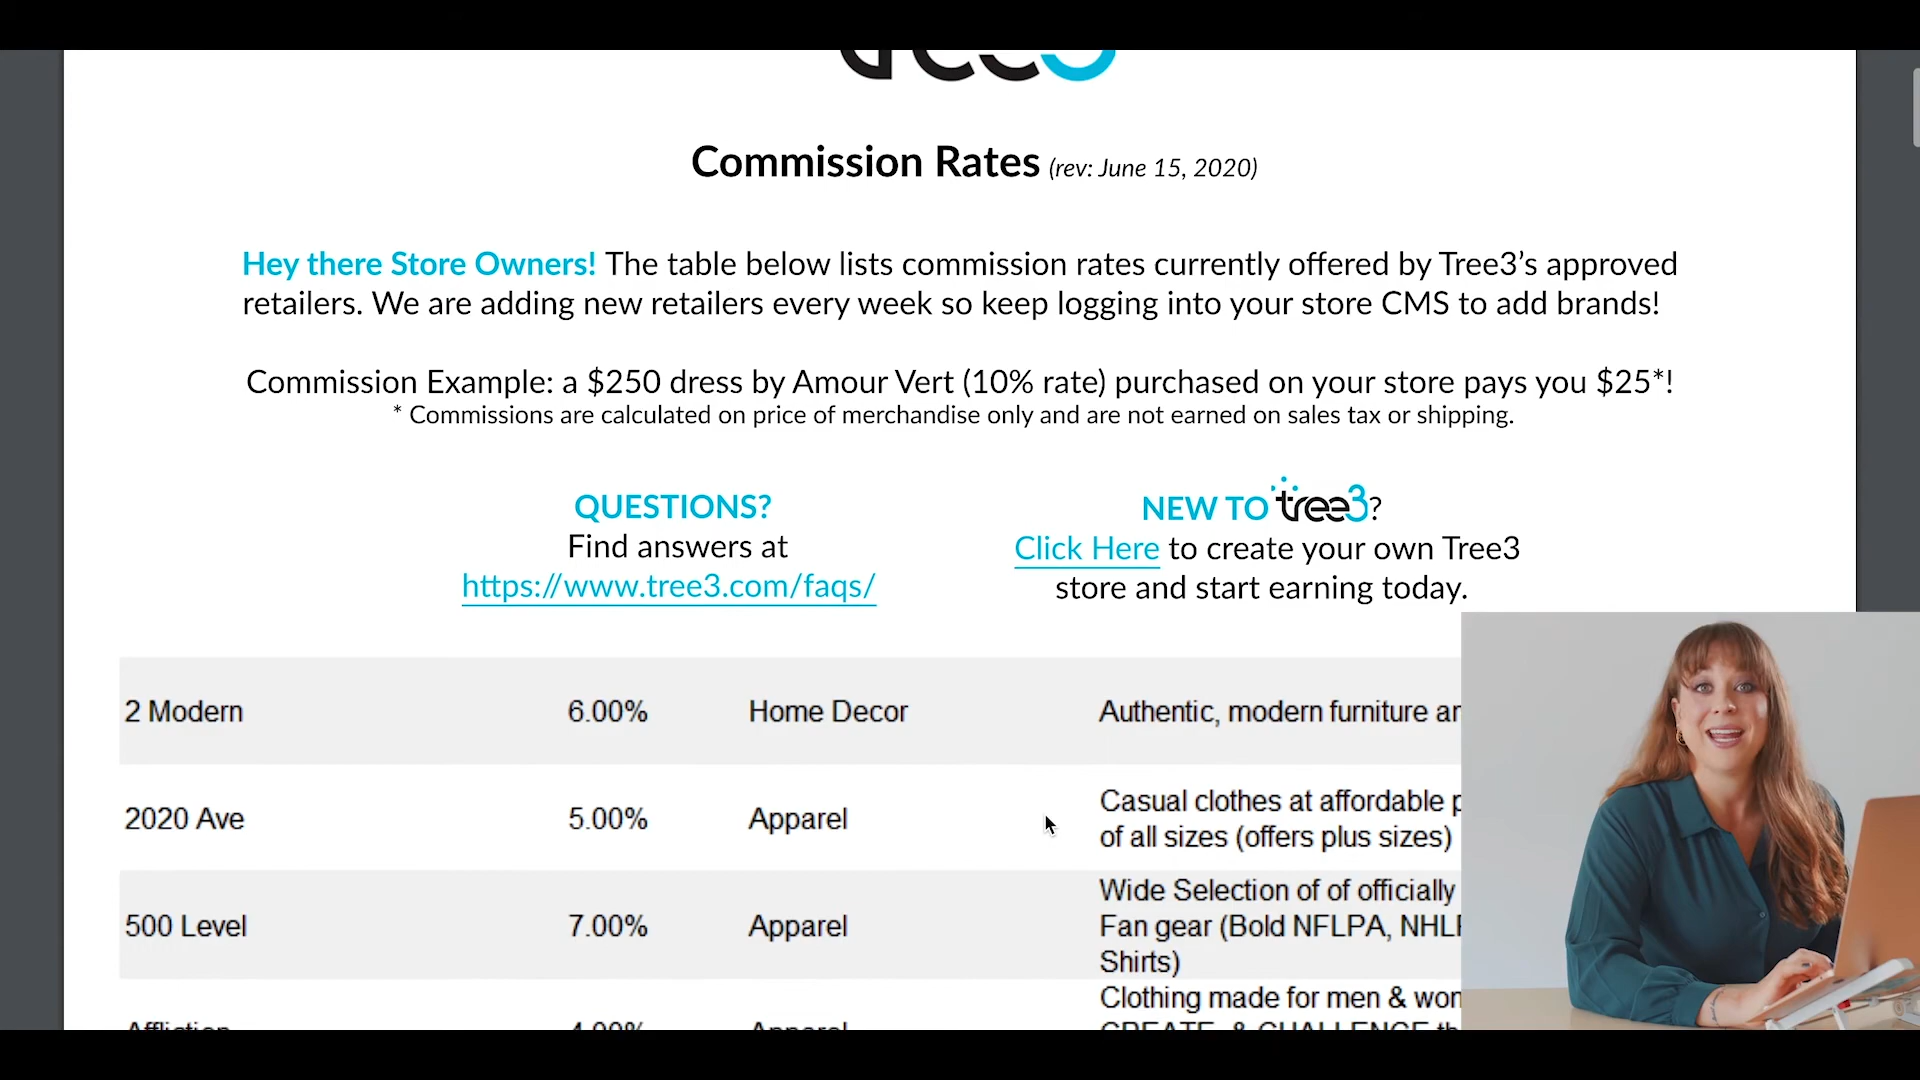 Commission Rates (rev: June 15, 2020)
Hey there Store Owners! The table below lists commission rates currently offered by Tree3’s approved
retailers. We are adding new retailers every week so keep logging into your store CMS to add brands!
Commission Example: a $250 dress by Amour Vert (10% rate) purchased on your store pays you $25*!
* Commissions are calculated on price of merchandise only and are not earned on sales tax or shipping.
QUESTIONS?
Find answers at
https://www.tree3.com/faqs/
NEW TO tree3?
Click Here to create your own Tree3
store and start earning today.
2 Modern 6.00% Home Decor Authentic, modern furniture
2020 Ave 5.00% Apparel Casual clothes at affordable
of all sizes (offers plus sizes)
500 Level 7.00% Apparel Wide Selection of of officially
Fan gear (Bold NFLPA,
Shirts)
Clothing made for men &
Affliction 4.00% Apparel CREATE, & CHALLENGE